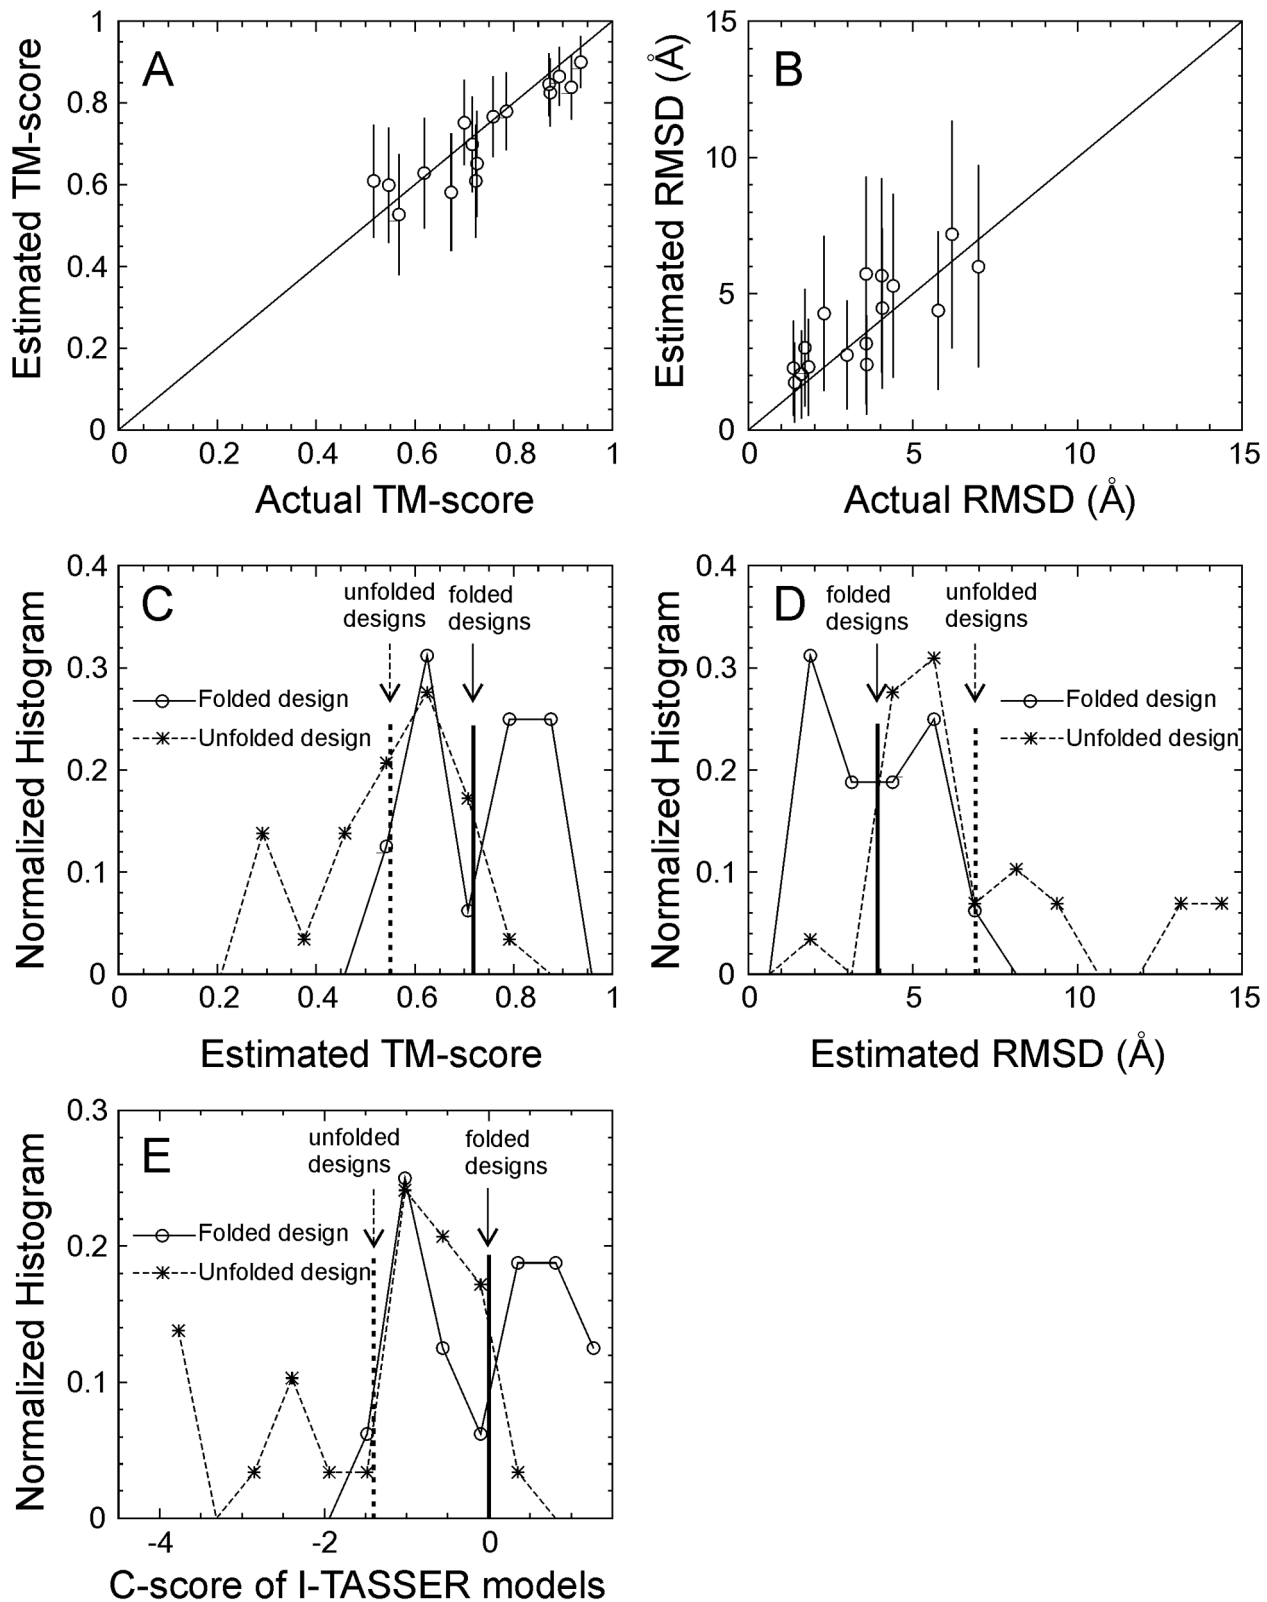 A
Estimated TM-score
1
0.8
0.6
0.4
0.2
0
0 0.2 0.4 0.6 0.8 1
Actual TM-score
B
Estimated RMSD (Å)
15
10
5
0
0 5 10 15
Actual RMSD (Å)
C
Normalized Histogram
0.4
0.3
0.2
0.1
0
unfolded
designs
folded
designs
Folded design
Unfolded design
0 0.2 0.4 0.6 0.8 1
Estimated TM-score
D
Normalized Histogram
0.4
0.3
0.2
0.1
0
folded
designs
unfolded
designs
Folded design
Unfolded design
0 5 10 15
Estimated RMSD (Å)
E
Normalized Histogram
0.3
0.2
0.1
0
unfolded
designs
folded
designs
Folded design
Unfolded design
-4 -2 0
C-score of I-TASSER models